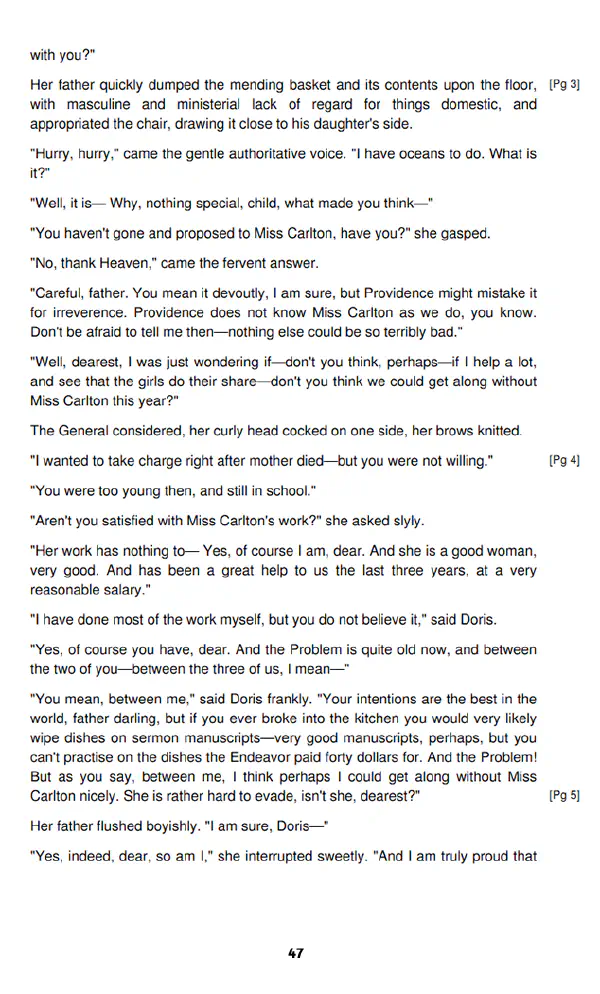 with you?"
Her father quickly dumped the mending basket and its contents upon the floor, [Pg 3]
with masculine and ministerial lack of regard for things domestic, and
appropriated the chair, drawing it close to his daughter's side.
"Hurry, hurry," came the gentle authoritative voice. "I have oceans to do. What is
it?"
"Well, it is— Why, nothing special, child, what made you think—"
"You haven't gone and proposed to Miss Carlton, have you?" she gasped.
"No, thank Heaven," came the fervent answer.
"Careful, father. You mean it devoutly, I am sure, but Providence might mistake it
for irreverence. Providence does not know Miss Carlton as we do, you know.
Don't be afraid to tell me then—nothing else could be so terribly bad."
"Well, dearest, I was just wondering if—don't you think, perhaps—if I help a lot,
and see that the girls do their share—don't you think we could get along without
Miss Carlton this year?"
The General considered, her curly head cocked on one side, her brows knitted.
"I wanted to take charge right after mother died—but you were not willing." [Pg 4]
"You were too young then, and still in school."
"Aren't you satisfied with Miss Carlton's work?" she asked slyly.
"Her work has nothing to— Yes, of course I am, dear. And she is a good woman,
very good. And has been a great help to us the last three years, at a very
reasonable salary."
"I have done most of the work myself, but you do not believe it," said Doris.
"Yes, of course you have, dear. And the Problem is quite old now, and between
the two of you—between the three of us, I mean—"
"You mean, between me," said Doris frankly. "Your intentions are the best in the
world, father darling, but if you ever broke into the kitchen you would very likely
wipe dishes on sermon manuscripts—very good manuscripts, perhaps, but you
can't practise on the dishes the Endeavor paid forty dollars for. And the Problem!
But as you say, between me, I think perhaps I could get along without Miss
Carlton nicely. She is rather hard to evade, isn't she, dearest?" [Pg 5]
Her father flushed boyishly. "I am sure, Doris—"
"Yes, indeed, dear, so am I," she interrupted sweetly. "And I am truly proud that
47